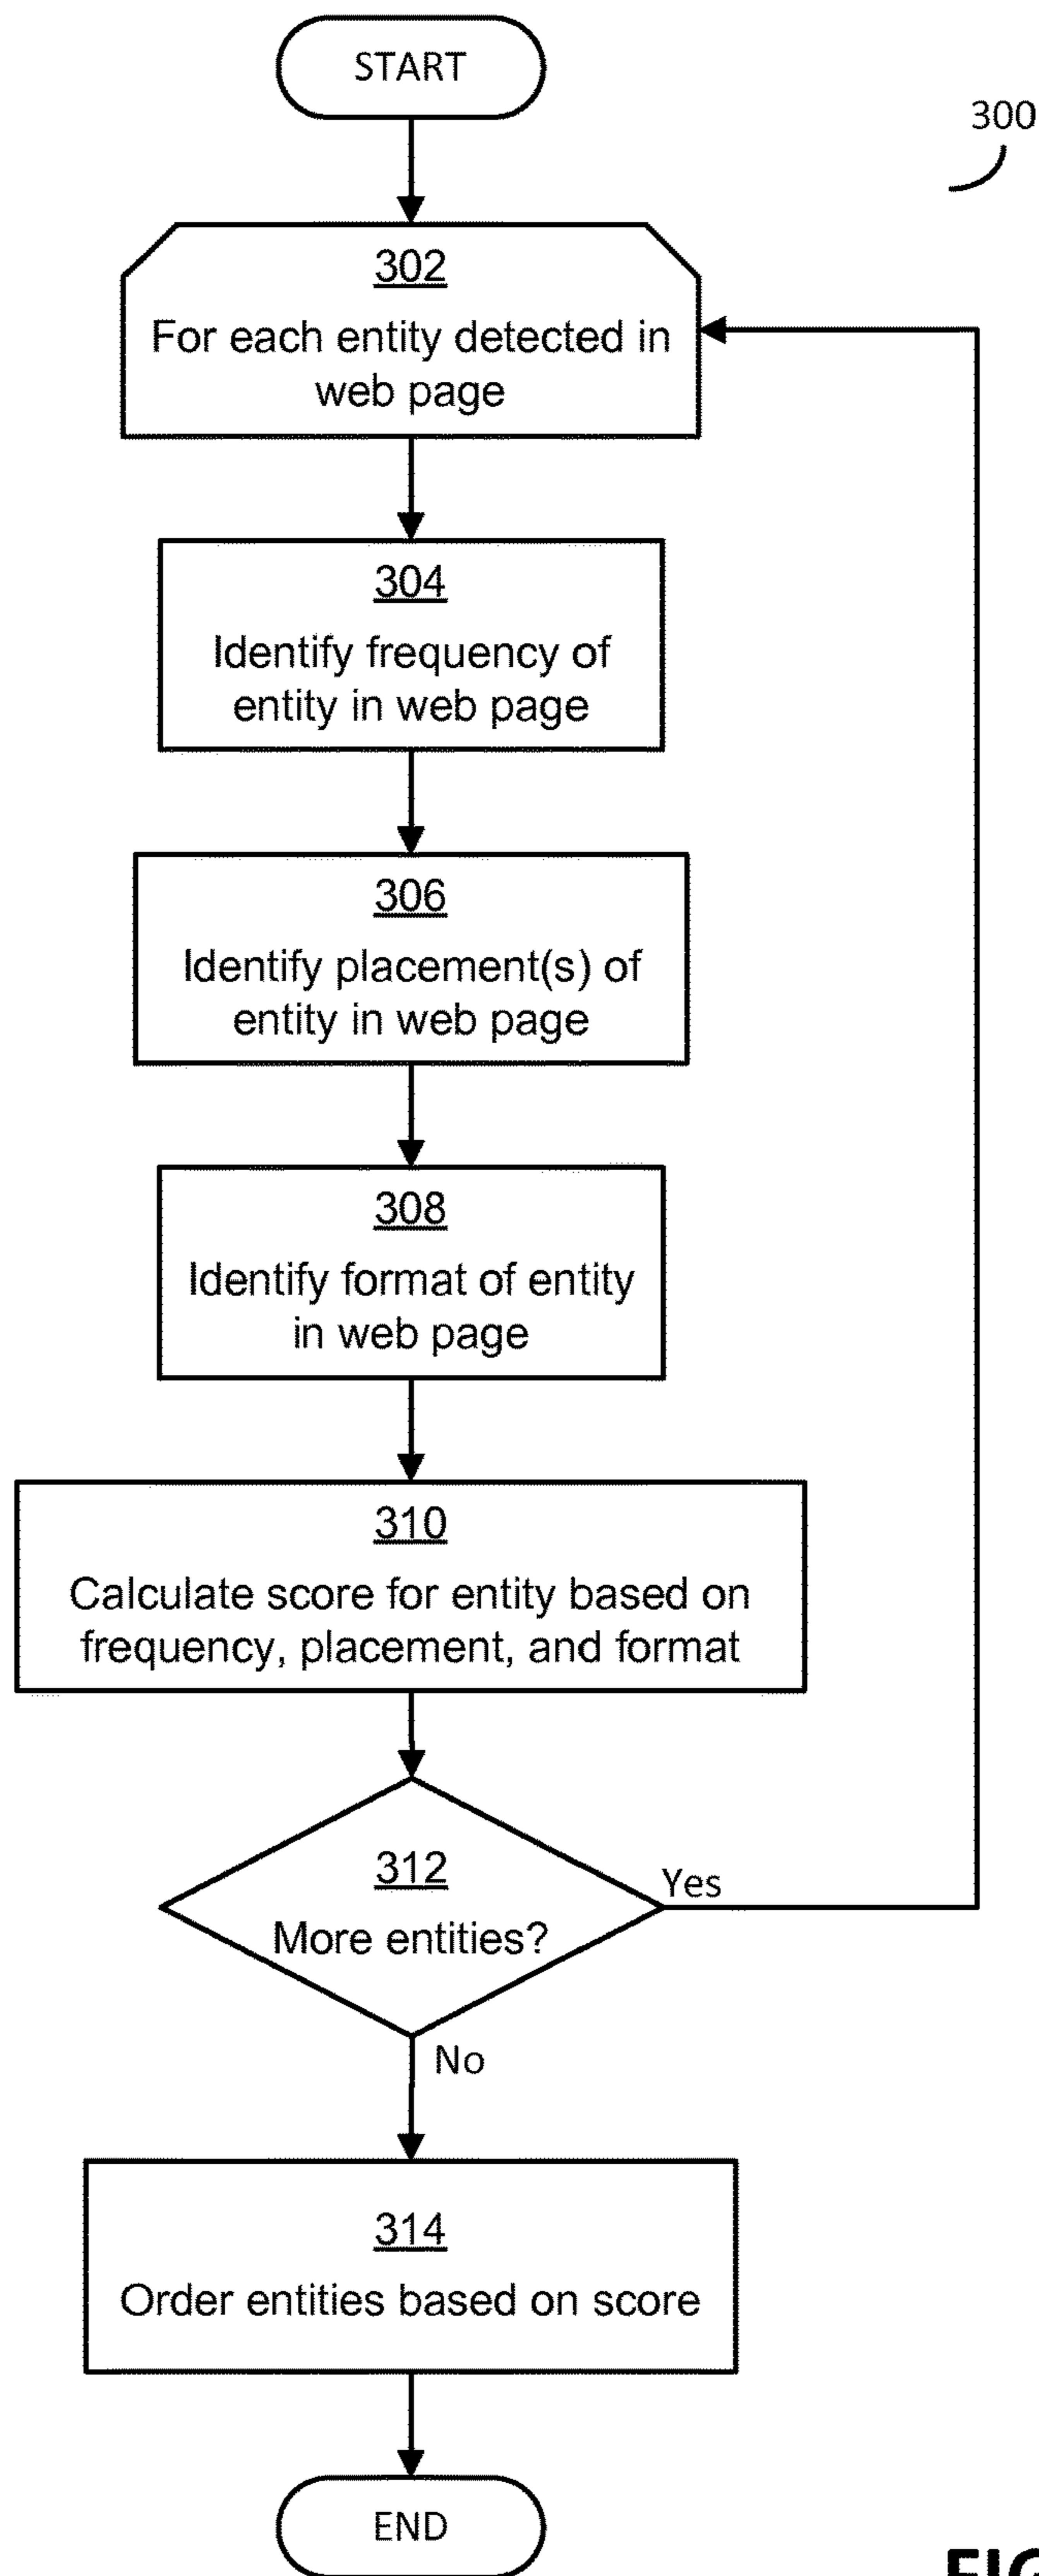 START
300
302
For each entity detected in
web page
304
Identify frequency of
entity in web page
306
Identify placement(s) of
entity in web page
308
Identify format of entity
in web page
310
Calculate score for entity based on
frequency, placement, and format
312
More entities?
Yes
No
314
Order entities based on score
END